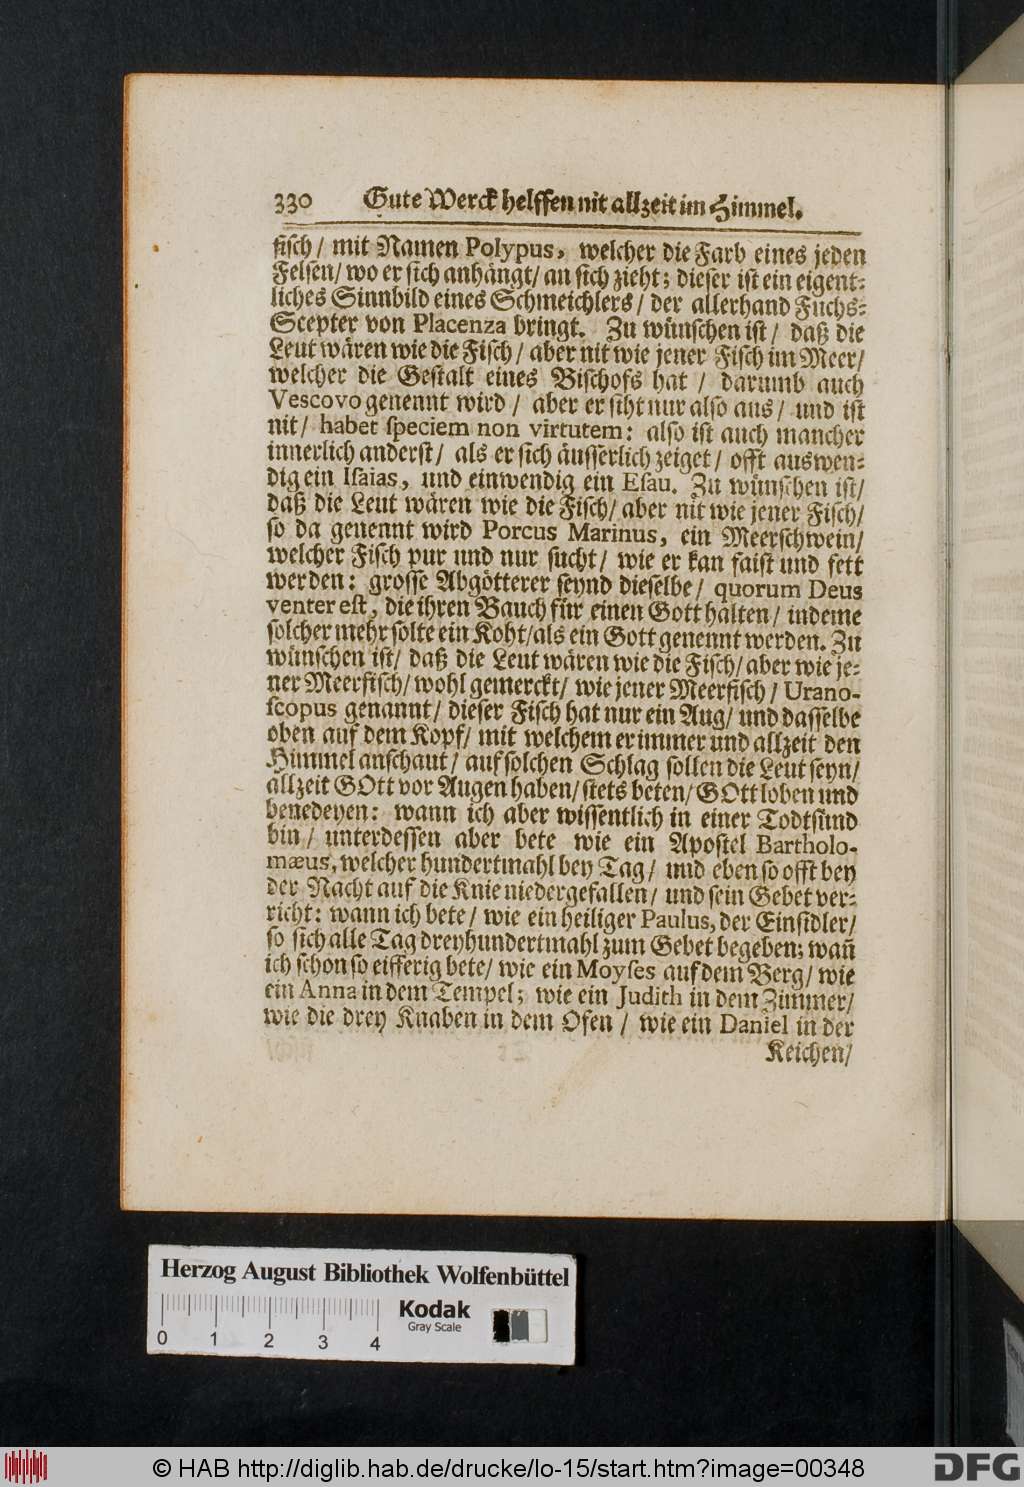 330 Gute Werck helffen nit allzeit im Himmel.
fisch / mit Namen Polypus, welcher die Farb eines jeden
Felsen / wo er sich anhängt / an sich zieht; dieser ist ein eigent-
liches Sinnbild eines Schmeichlers / der allerhand Fuchs-
Scepter von Placenza bringt. Zu wünschen ist / daß die
Leut wären wie die Fisch / aber nit wie jener Fisch im Meer /
welcher die Gestalt eines Bischofs hat / darumb auch
Vescovo genennt wird / aber er siht nur also aus / und ist
nit / habet speciem non virtutem: also ist auch mancher
innerlich anderst / als er sich äusserlich zeiget / offt auswen-
dig ein Isaias, und einwendig ein Esau. Zu wünschen ist /
daß die Leut wären wie die Fisch / aber nit wie jener Fisch /
so da genennt wird Porcus Marinus, ein Meerschwein /
welcher Fisch pur und nur sucht / wie er kan faist und fett
werden: grosse Abgötterer seynd dieselbe / quorum Deus
venter est, die ihren Bauch für einen Gott halten / indeme
solcher mehr solte ein Koht / als ein Gott genennt werden. Zu
wünschen ist / daß die Leut wären wie die Fisch / aber wie je-
ner Meerfisch / wohl gemerckt / wie jener Meerfisch / Urano-
scopus genannt / dieser Fisch hat nur ein Aug / und dasselbe
oben auf dem Kopf / mit welchem er immer und allzeit den
Himmel anschaut / auf solchen Schlag sollen die Leut seyn /
allzeit GOtt vor Augen haben / stets beten / GOtt loben und
benedeyen: wann ich aber wissentlich in einer Todtsünd
bin / unterdessen aber bete wie ein Apostel Bartholo-
mæus, welcher hundertmahl bey Tag / und eben so offt bey
der Nacht auf die Knie niedergefallen / und sein Gebet ver-
richt: wann ich bete / wie ein heiliger Paulus, der Einsidler /
so sich alle Tag dreyhundertmahl zum Gebet begeben; wañ
ich schon so eifferig bete / wie ein Moyses auf dem Berg / wie
ein Anna in dem Tempel; wie ein Judith in dem Zimmer /
wie die drey Knaben in dem Ofen / wie ein Daniel in der
Keichen /
Herzog August Bibliothek Wolfenbüttel
Kodak
Gray Scale
0 1 2 3 4
© HAB http://diglib.hab.de/drucke/lo-15/start.htm?image=00348
DFG